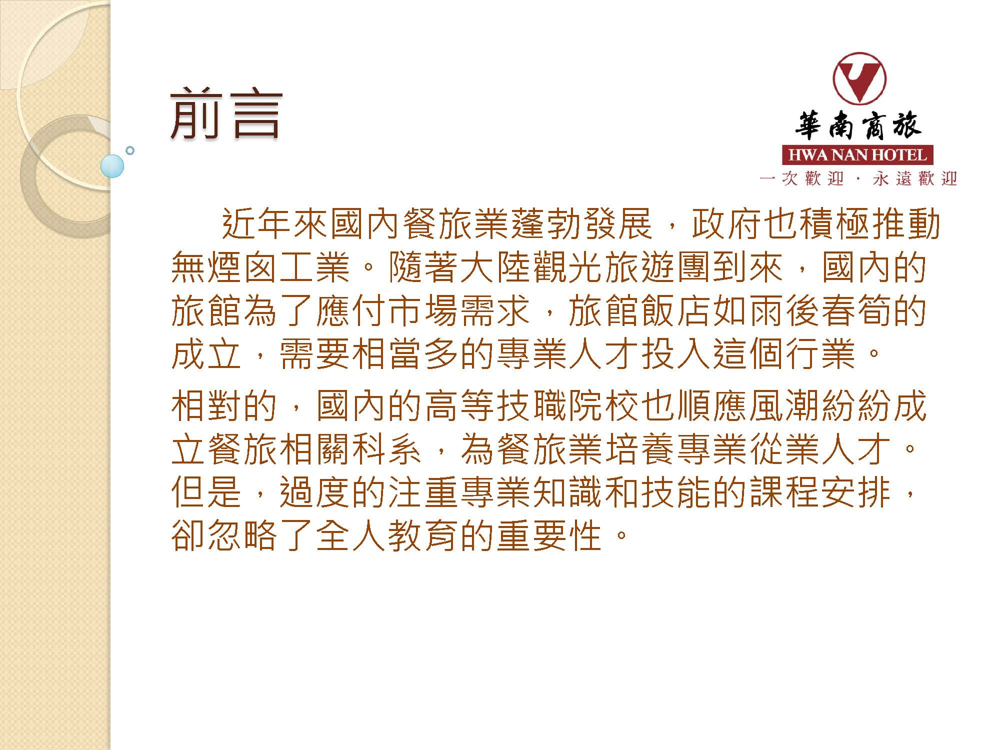 前言
華南商旅
HWA NAN HOTEL
一次歡迎．永遠歡迎
近年來國內餐旅業蓬勃發展，政府也積極推動
無煙囪工業。隨著大陸觀光旅遊團到來，國內的
旅館為了應付市場需求，旅館飯店如雨後春筍的
成立，需要相當多的專業人才投入這個行業。
相對的，國內的高等技職院校也順應風潮紛紛成
立餐旅相關科系，為餐旅業培養專業從業人才。
但是，過度的注重專業知識和技能的課程安排，
卻忽略了全人教育的重要性。